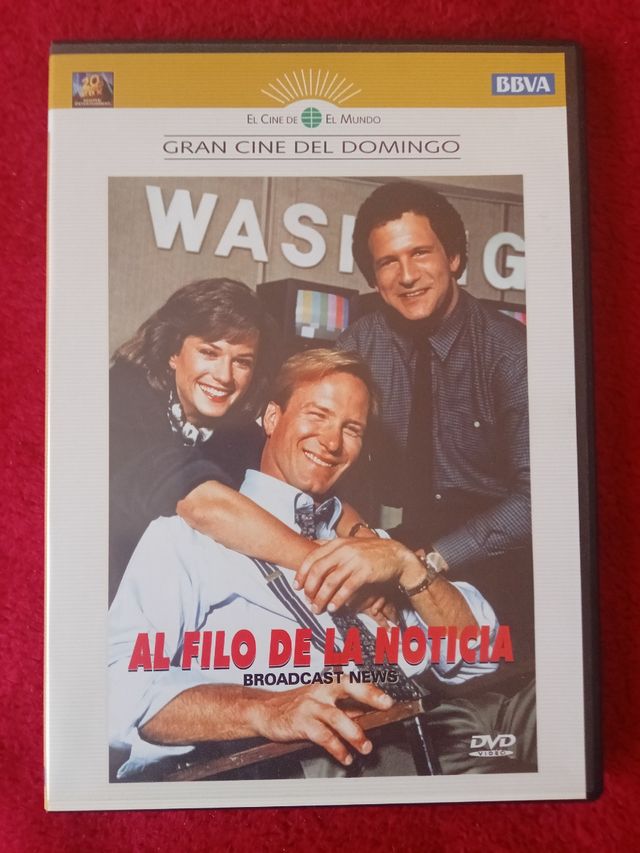 BBVA
EL CINE DE EL MUNDO
GRAN CINE DEL DOMINGO
WAS NG
AL FILO DE LA NOTICIA
BROADCAST NEWS
DVD
VIDEO